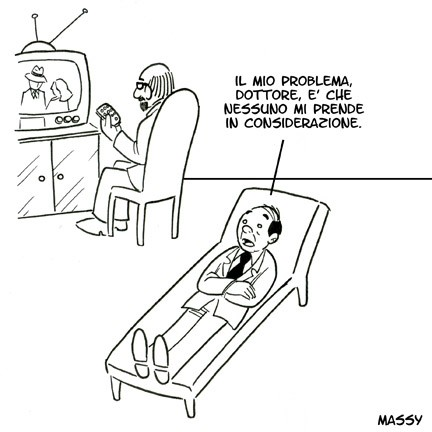 IL MIO PROBLEMA,
DOTTORE, E' CHE
NESSUNO MI PRENDE
IN CONSIDERAZIONE.
MASSY